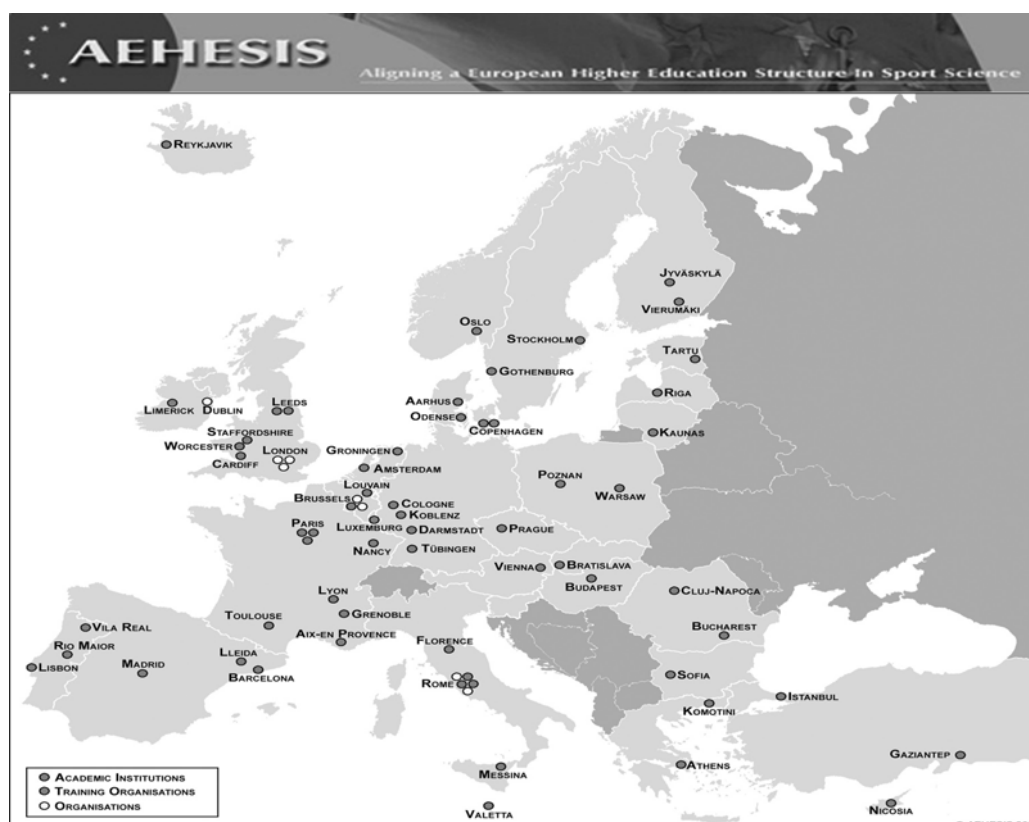 AEHESIS
Aligning a European Higher Education Structure In Sport Science
REYKJAVIK
JYVÄSKYLÄ
VIERUMÄKI
OSLO
STOCKHOLM
TARTU
GOTHENBURG
RIGA
AARHUS
LIMERICK
DUBLIN
LEEDS
ODENSE
COPENHAGEN
KAUNAS
STAFFORDSHIRE
WORCESTER
LONDON
GRONINGEN
CARDIFF
AMSTERDAM
POZNAN
LOUVAIN
WARSAW
BRUSSELS
COLOGNE
KOBLENZ
PARIS
LUXEMBURG
DARMSTADT
PRAGUE
NANCY
TÜBINGEN
VIENNA
BRATISLAVA
BUDAPEST
LYON
CLUJ-NAPOCA
GRENOBLE
TOULOUSE
VILA REAL
AIX-EN PROVENCE
FLORENCE
BUCHAREST
RIO MAIOR
LLEIDA
LISBON
MADRID
BARCELONA
ROME
SOFIA
ISTANBUL
KOMOTINI
GAZIANTEP
ATHENS
MESSINA
NICOSIA
VALETTA
ACADEMIC INSTITUTIONS
TRAINING ORGANISATIONS
ORGANISATIONS